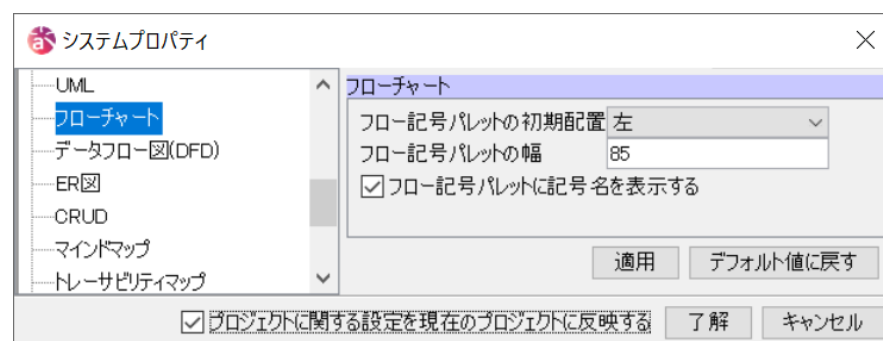 システムプロパティ
UML
フローチャート
データフロー図(DFD)
ER図
CRUD
マインドマップ
トレーサビリティマップ
フローチャート
フロー記号パレットの初期配置 左
フロー記号パレットの幅 85
フロー記号パレットに記号名を表示する
適用 デフォルト値に戻す
プロジェクトに関する設定を現在のプロジェクトに反映する 了解 キャンセル